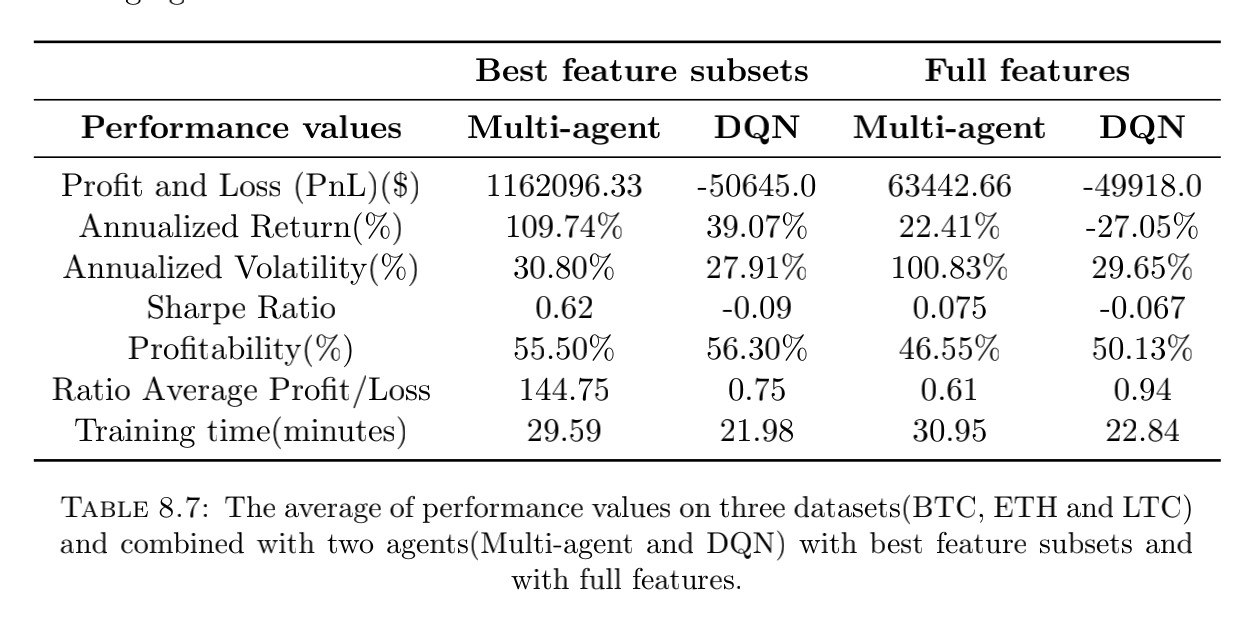 Best feature subsets Full features
Performance values Multi-agent DQN Multi-agent DQN
Profit and Loss (PnL)($) 1162096.33 -50645.0 63442.66 -49918.0
Annualized Return(%) 109.74% 39.07% 22.41% -27.05%
Annualized Volatility(%) 30.80% 27.91% 100.83% 29.65%
Sharpe Ratio 0.62 -0.09 0.075 -0.067
Profitability(%) 55.50% 56.30% 46.55% 50.13%
Ratio Average Profit/Loss 144.75 0.75 0.61 0.94
Training time(minutes) 29.59 21.98 30.95 22.84
TABLE 8.7: The average of performance values on three datasets(BTC, ETH and LTC)
and combined with two agents(Multi-agent and DQN) with best feature subsets and
with full features.